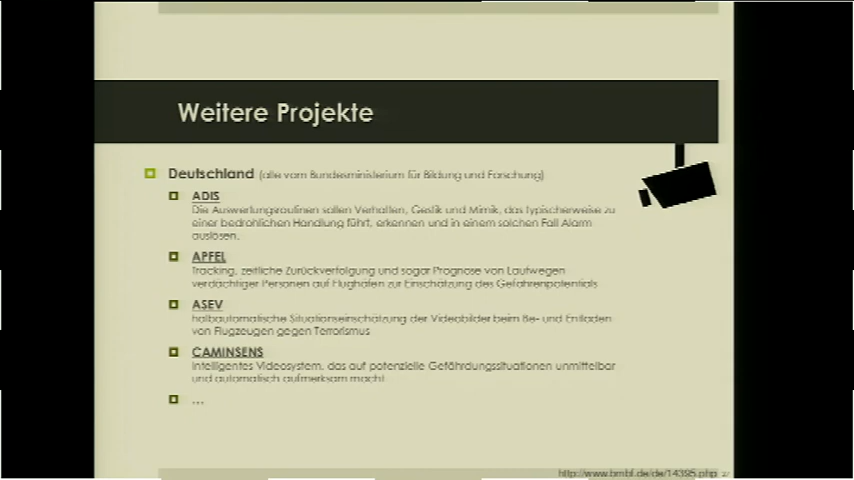 Weitere Projekte
Deutschland (alle vom Bundesministerium für Bildung und Forschung)
ADIS
Die Auswertungsroutinen sollen Verhalten, Gestik und Mimik, das typischerweise zu
einer bedrohlichen Handlung führt, erkennen und in einem solchen Fall Alarm
auslösen.
APFEL
Tracking, zeitliche Zurückverfolgung und sogar Prognose von Laufwegen
verdächtiger Personen auf Flughäfen zur Einschätzung des Gefahrenpotentials
ASEV
halbautomatische Situationseinschätzung der Videobilder beim Be- und Entladen
von Flugzeugen gegen Terrorismus
CAMINSENS
Intelligentes Videosystem, das auf potenzielle Gefährdungssituationen unmittelbar
und automatisch aufmerksam macht
...
http://www.bmbf.de/de/14395.php